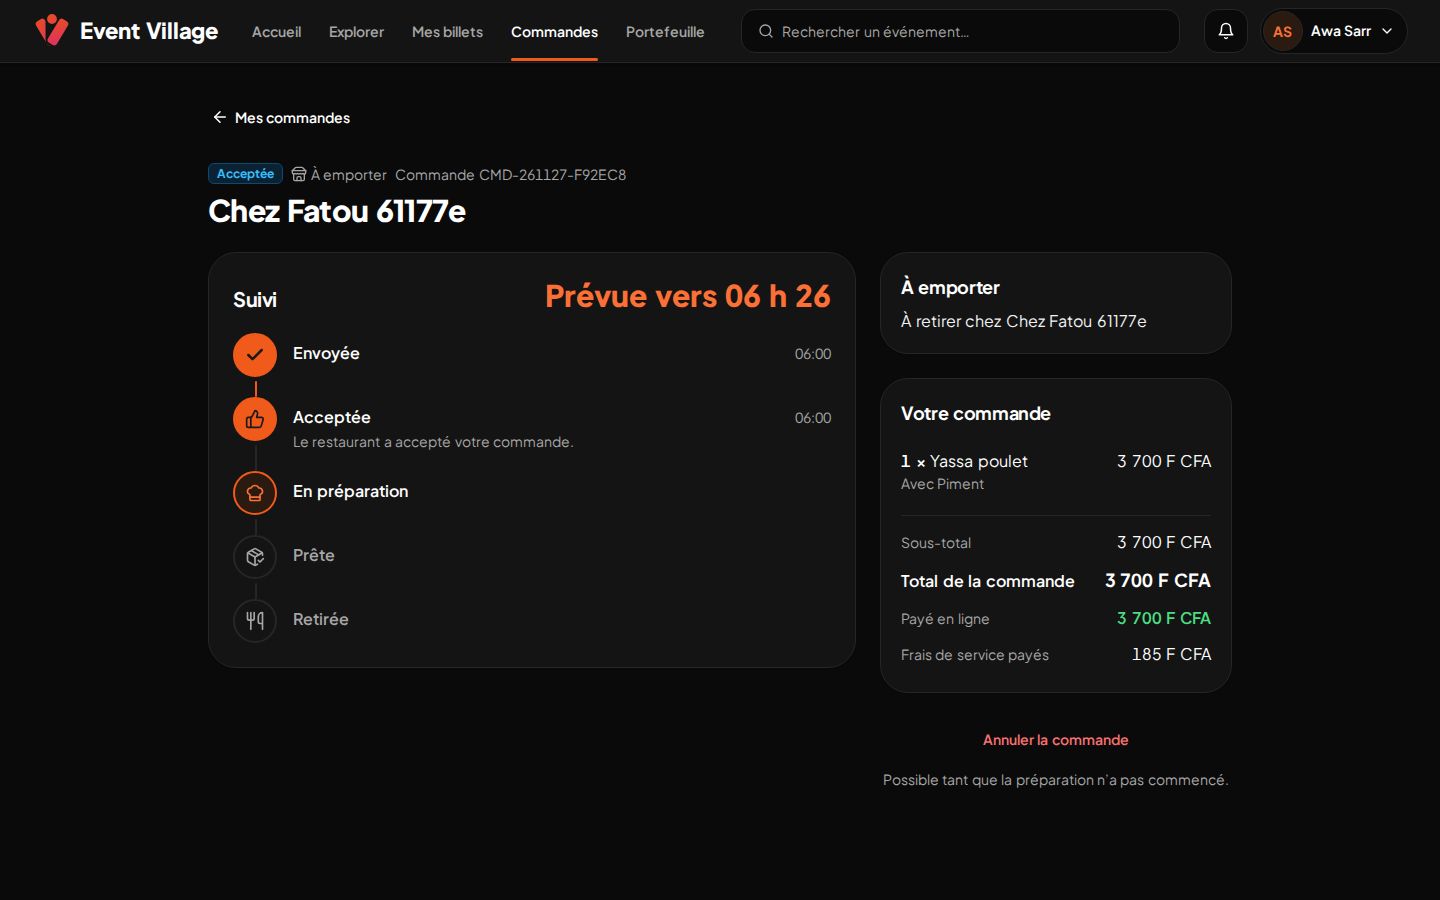 Event Village
Accueil
Explorer
Mes billets
Commandes
Portefeuille
Rechercher un événement…
AS
Awa Sarr
Mes commandes
Acceptée
À emporter
Commande CMD-261127-F92EC8
Chez Fatou 61177e
Suivi
Prévue vers 06 h 26
Envoyée
06:00
Acceptée
06:00
Le restaurant a accepté votre commande.
En préparation
Prête
Retirée
À emporter
À retirer chez Chez Fatou 61177e
Votre commande
1 × Yassa poulet
3 700 F CFA
Avec Piment
Sous-total
3 700 F CFA
Total de la commande
3 700 F CFA
Payé en ligne
3 700 F CFA
Frais de service payés
185 F CFA
Annuler la commande
Possible tant que la préparation n'a pas commencé.